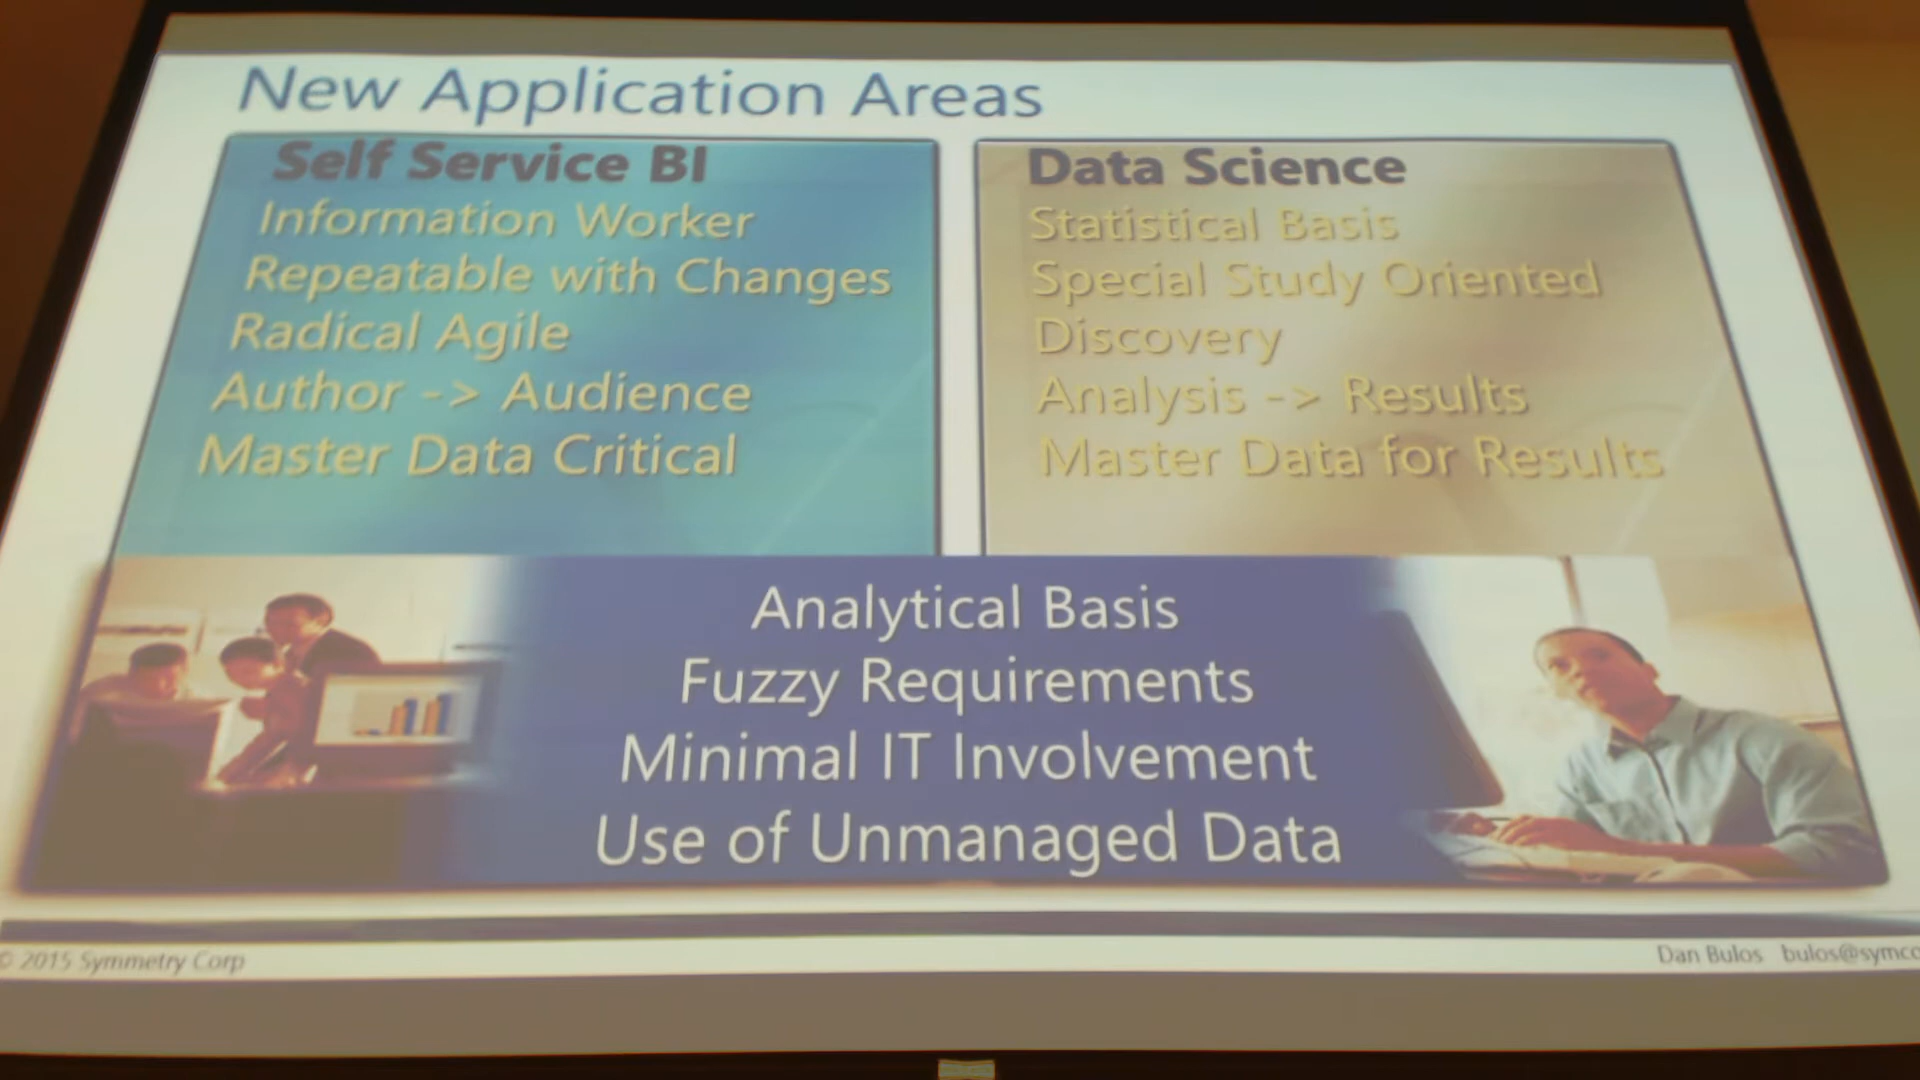 New Application Areas
Self Service BI
Information Worker
Repeatable with Changes
Radical Agile
Author -> Audience
Master Data Critical
Data Science
Statistical Basis
Special Study Oriented
Discovery
Analysis -> Results
Master Data for Results
Analytical Basis
Fuzzy Requirements
Minimal IT Involvement
Use of Unmanaged Data
© 2015 Symmetry Corp
Dan Bulos bulos@symco